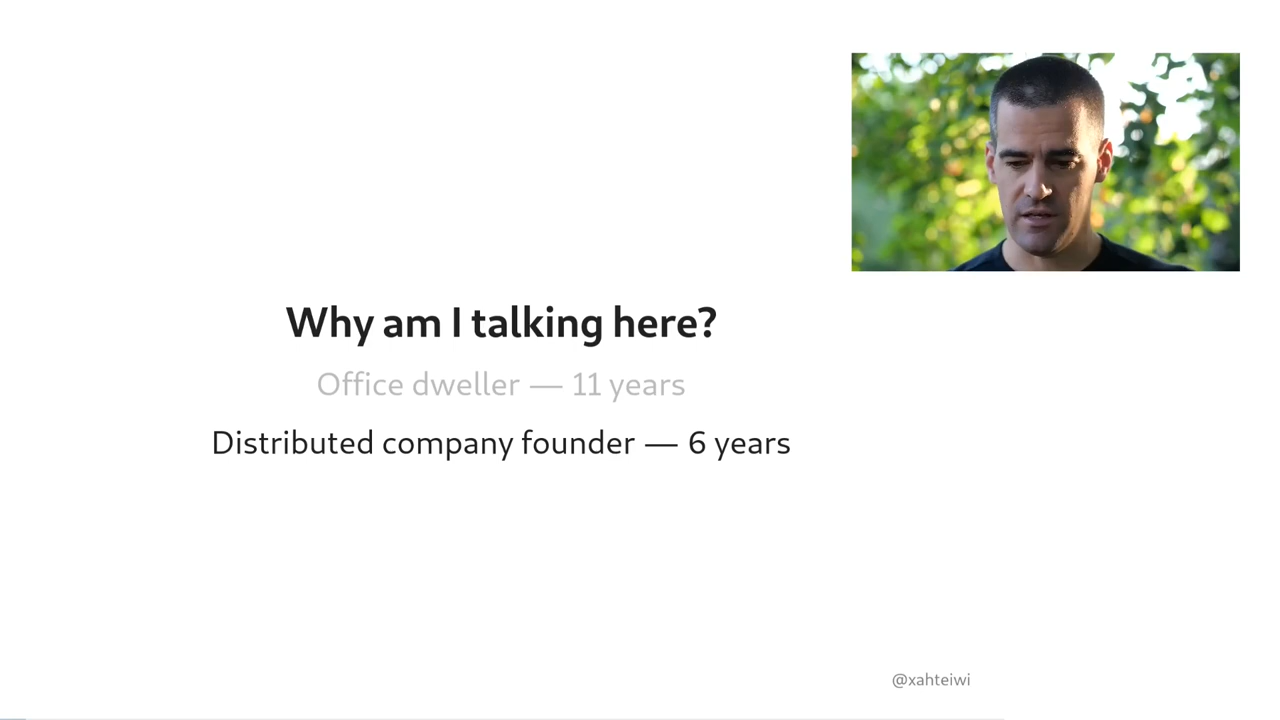 Why am I talking here?
Office dweller — 11 years
Distributed company founder — 6 years
@xahteiwi